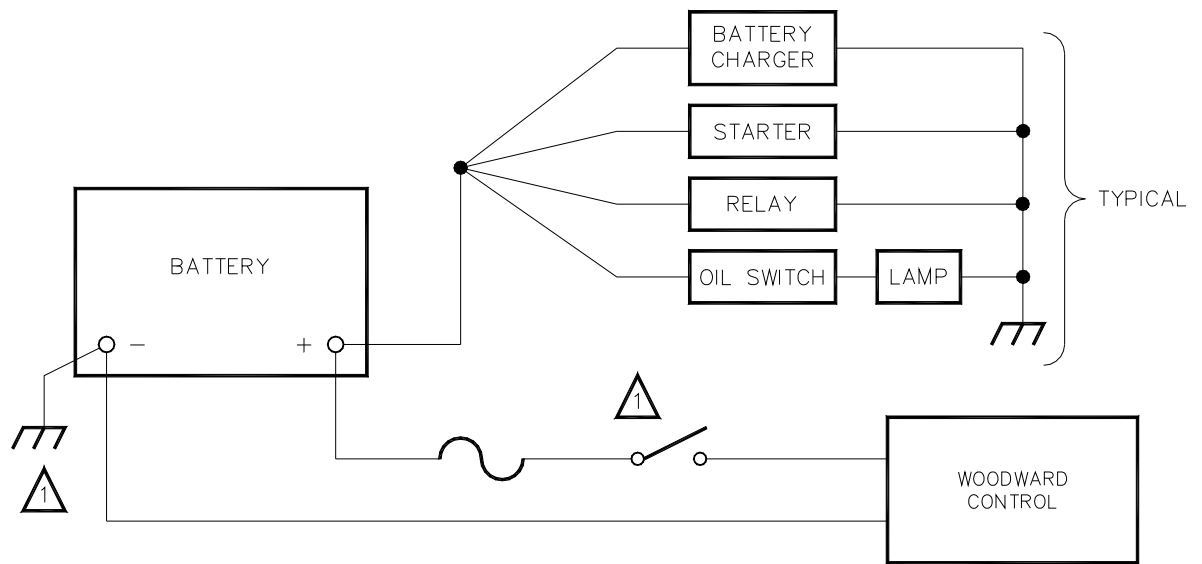 BATTERY
CHARGER
STARTER
RELAY
TYPICAL
BATTERY
OIL SWITCH
LAMP
− +
1
1
WOODWARD
CONTROL